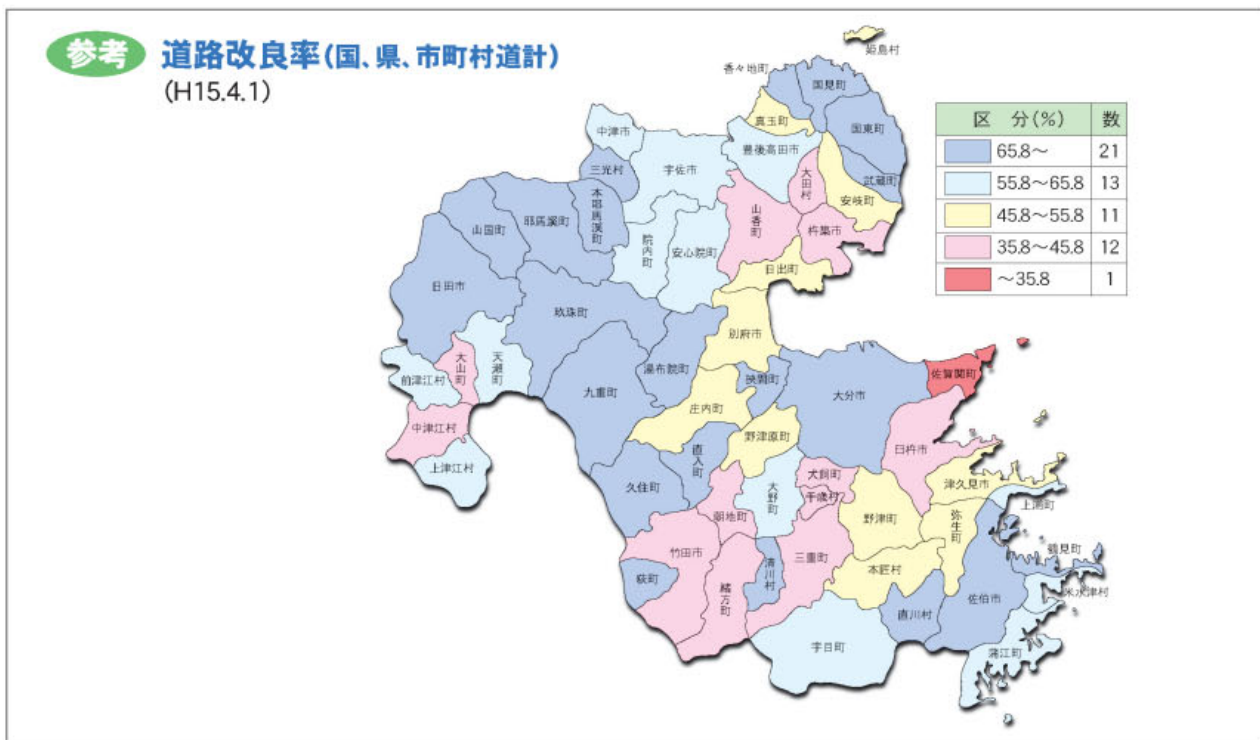 参考 道路改良率(国、県、市町村道計)
(H15.4.1)
区 分(%) 数
65.8～ 21
55.8～65.8 13
45.8～55.8 11
35.8～45.8 12
～35.8 1
姫島村
香々地町
国見町
真玉町
国東町
中津市
豊後高田市
三光村
宇佐市
大田村
武蔵町
安岐町
本耶馬渓町
耶馬溪町
山国町
山香町
杵築市
院内町
安心院町
日出町
日田市
玖珠町
別府市
湯布院町
挾間町
大分市
佐賀関町
天瀬町
大山町
前津江村
九重町
庄内町
中津江村
野津原町
臼杵市
上津江村
直入町
久住町
大野町
犬飼町
千歳村
津久見市
上浦町
朝地町
野津町
弥生町
竹田市
三重町
清川村
鶴見町
荻町
緒方町
本匠村
佐伯市
米水津村
直川村
宇目町
蒲江町